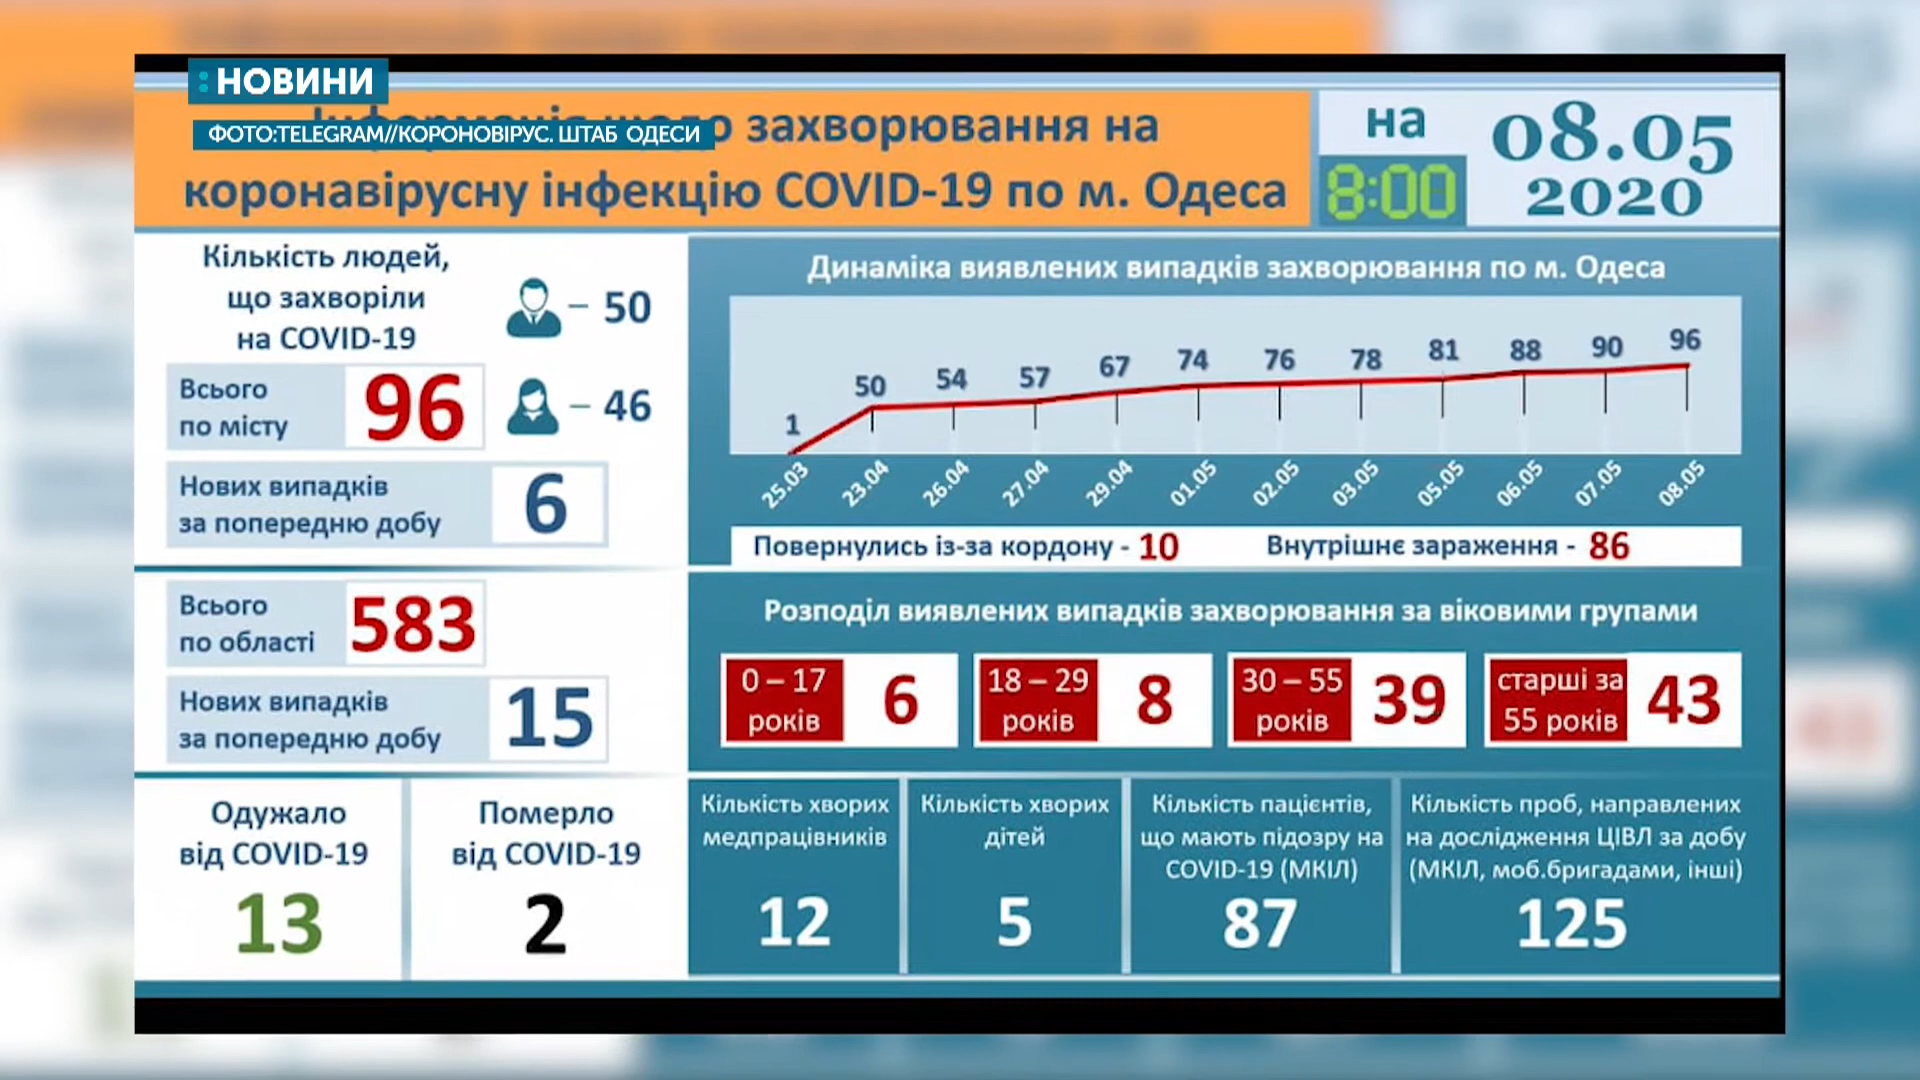 НОВИНИ
ФОТО:TELEGRAM//КОРОНОВІРУС. ШТАБ ОДЕСИ
захворювання на
коронавірусну інфекцію COVID-19 по м. Одеса
на
8:00
08.05
2020
Кількість людей,
що захворіли
на COVID-19
– 50
– 46
Всього
по місту
96
Нових випадків
за попередню добу
6
Всього
по області
583
Нових випадків
за попередню добу
15
Одужало
від COVID-19
13
Померло
від COVID-19
2
Динаміка виявлених випадків захворювання по м. Одеса
1 50 54 57 67 74 76 78 81 88 90 96
25.03 23.04 26.04 27.04 29.04 01.05 02.05 03.05 05.05 06.05 07.05 08.05
Повернулись із-за кордону - 10
Внутрішнє зараження - 86
Розподіл виявлених випадків захворювання за віковими групами
0 – 17
років
6
18 – 29
років
8
30 – 55
років
39
старші за
55 років
43
Кількість хворих
медпрацівників
12
Кількість хворих
дітей
5
Кількість пацієнтів,
що мають підозру на
COVID-19 (МКІЛ)
87
Кількість проб, направлених
на дослідження ЦІВЛ за добу
(МКІЛ, моб.бригадами, інші)
125